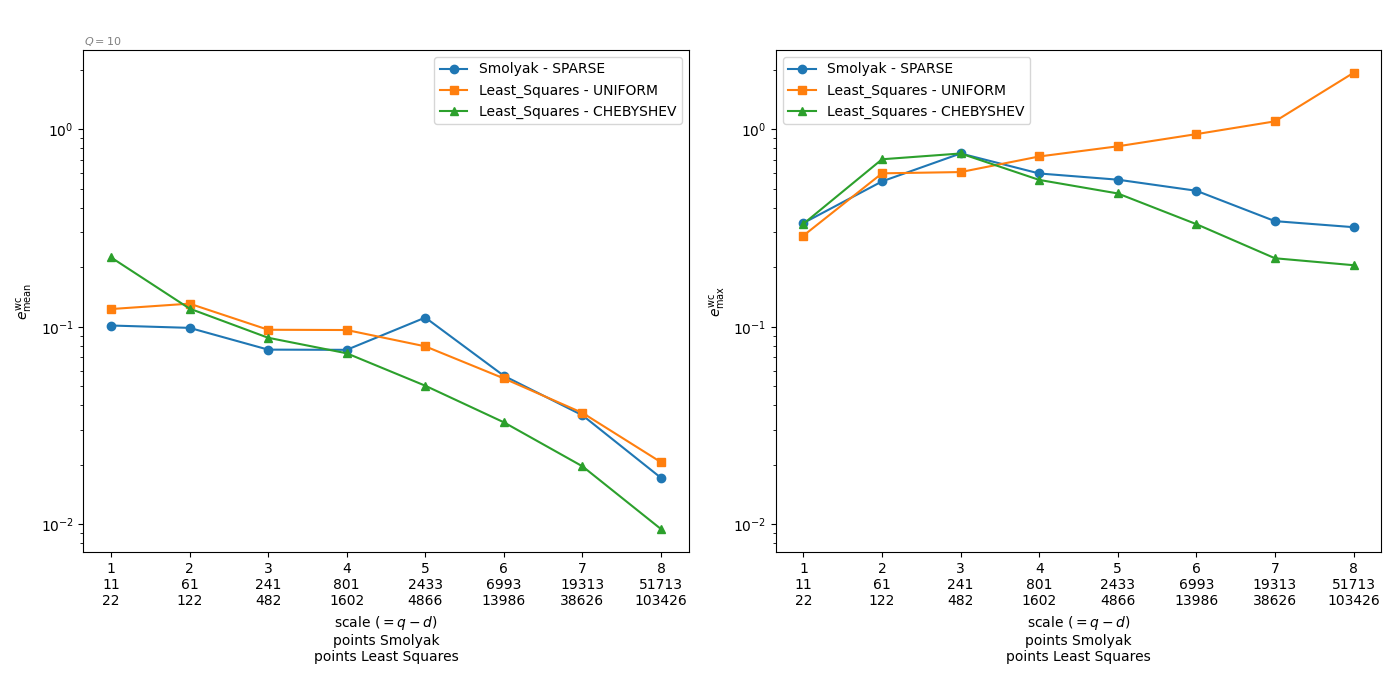 Q = 10
Smolyak - SPARSE
Least_Squares - UNIFORM
Least_Squares - CHEBYSHEV
10⁰
10⁻¹
10⁻²
e^wc_mean
1 2 3 4 5 6 7 8
11 61 241 801 2433 6993 19313 51713
22 122 482 1602 4866 13986 38626 103426
scale (= q − d)
points Smolyak
points Least Squares
Smolyak - SPARSE
Least_Squares - UNIFORM
Least_Squares - CHEBYSHEV
10⁰
10⁻¹
10⁻²
e^wc_max
1 2 3 4 5 6 7 8
11 61 241 801 2433 6993 19313 51713
22 122 482 1602 4866 13986 38626 103426
scale (= q − d)
points Smolyak
points Least Squares